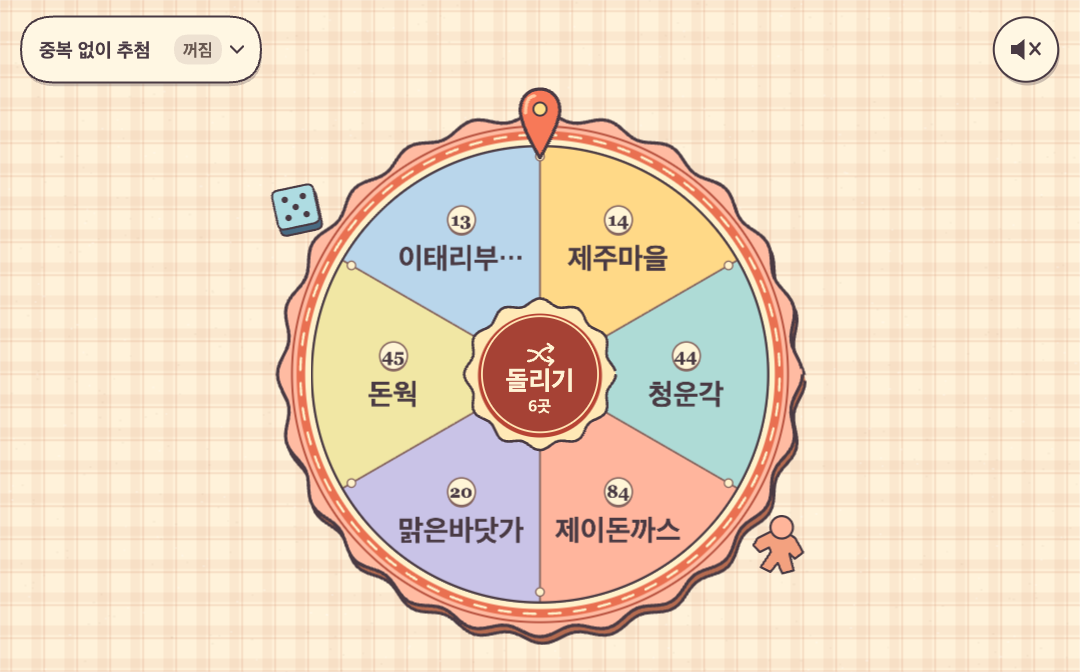 중복 없이 추첨 꺼짐
13
이태리부…
14
제주마을
45
돈웍
44
청운각
돌리기
6곳
20
맑은바닷가
84
제이돈까스